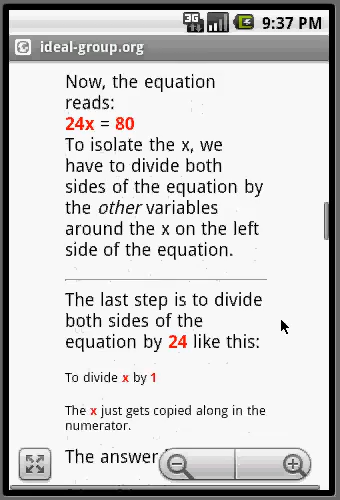 3G 9:37 PM
ideal-group.org
Now, the equation
reads:
24x = 80
To isolate the x, we
have to divide both
sides of the equation by
the other variables
around the x on the left
side of the equation.
The last step is to divide
both sides of the
equation by 24 like this:
To divide x by 1
The x just gets copied along in the
numerator.
The answer